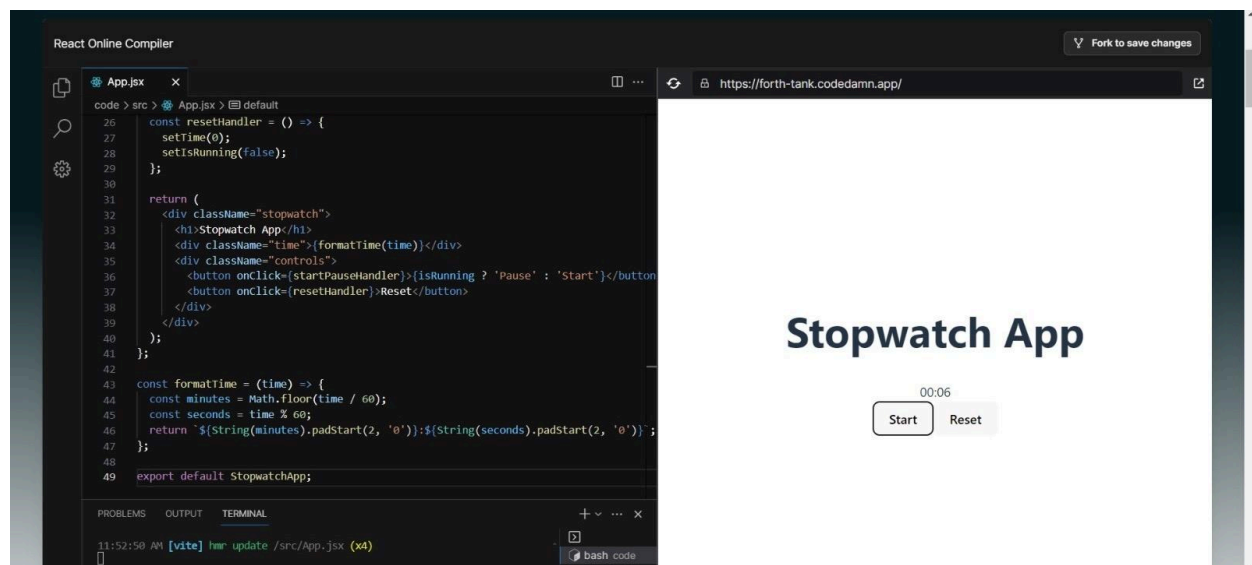 React Online Compiler
Fork to save changes
App.jsx
https://forth-tank.codedamn.app/
code > src > App.jsx > default
26 const resetHandler = () => {
27 setTime(0);
28 setIsRunning(false);
29 };
30
31 return (
32 <div className="stopwatch">
33 <h1>Stopwatch App</h1>
34 <div className="time">{formatTime(time)}</div>
35 <div className="controls">
36 <button onClick={startPauseHandler}>{isRunning ? 'Pause' : 'Start'}</button
37 <button onClick={resetHandler}>Reset</button>
38 </div>
39 </div>
40 );
41 };
42
43 const formatTime = (time) => {
44 const minutes = Math.floor(time / 60);
45 const seconds = time % 60;
46 return `${String(minutes).padStart(2, '0')}:${String(seconds).padStart(2, '0')}`;
47 };
48
49 export default StopwatchApp;
PROBLEMS OUTPUT TERMINAL
11:52:50 AM [vite] hmr update /src/App.jsx (x4)
bash code
Stopwatch App
00:06
Start Reset